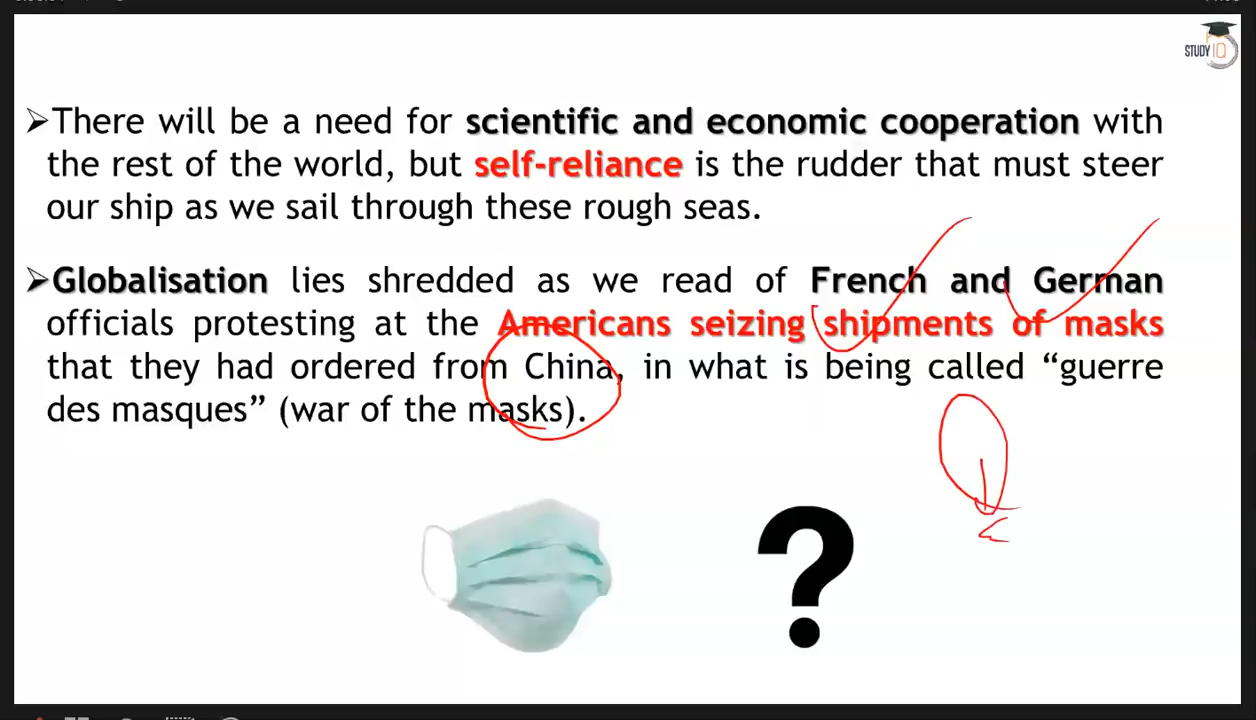 STUDY IQ
➢There will be a need for scientific and economic cooperation with
the rest of the world, but self-reliance is the rudder that must steer
our ship as we sail through these rough seas.
➢Globalisation lies shredded as we read of French and German
officials protesting at the Americans seizing shipments of masks
that they had ordered from China, in what is being called “guerre
des masques” (war of the masks).
?